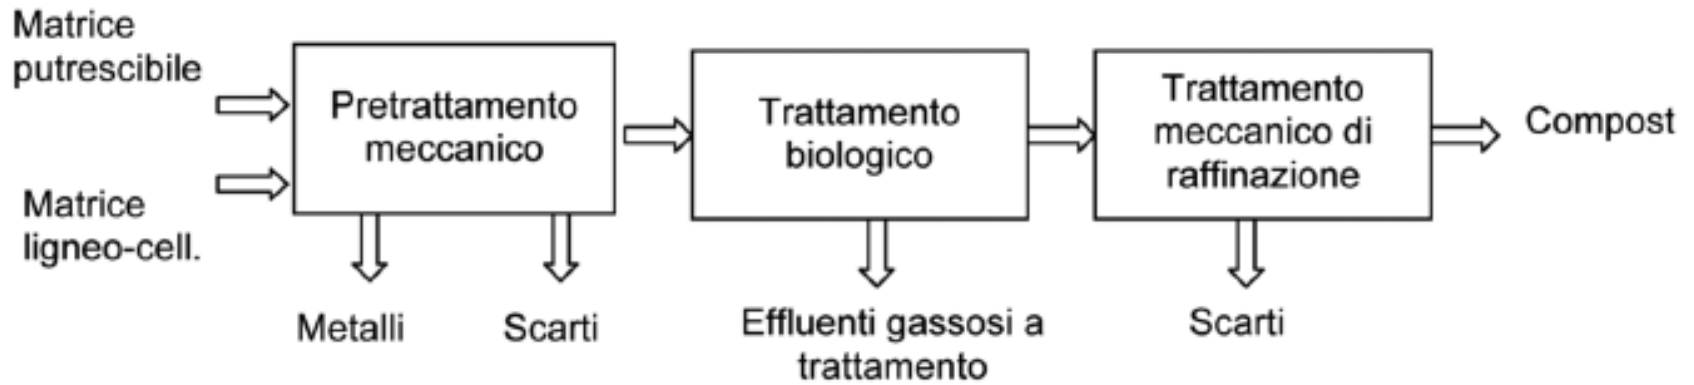 Matrice
putrescibile
Matrice
ligneo-cell.
Pretrattamento
meccanico
Metalli
Scarti
Trattamento
biologico
Effluenti gassosi a
trattamento
Trattamento
meccanico di
raffinazione
Scarti
Compost